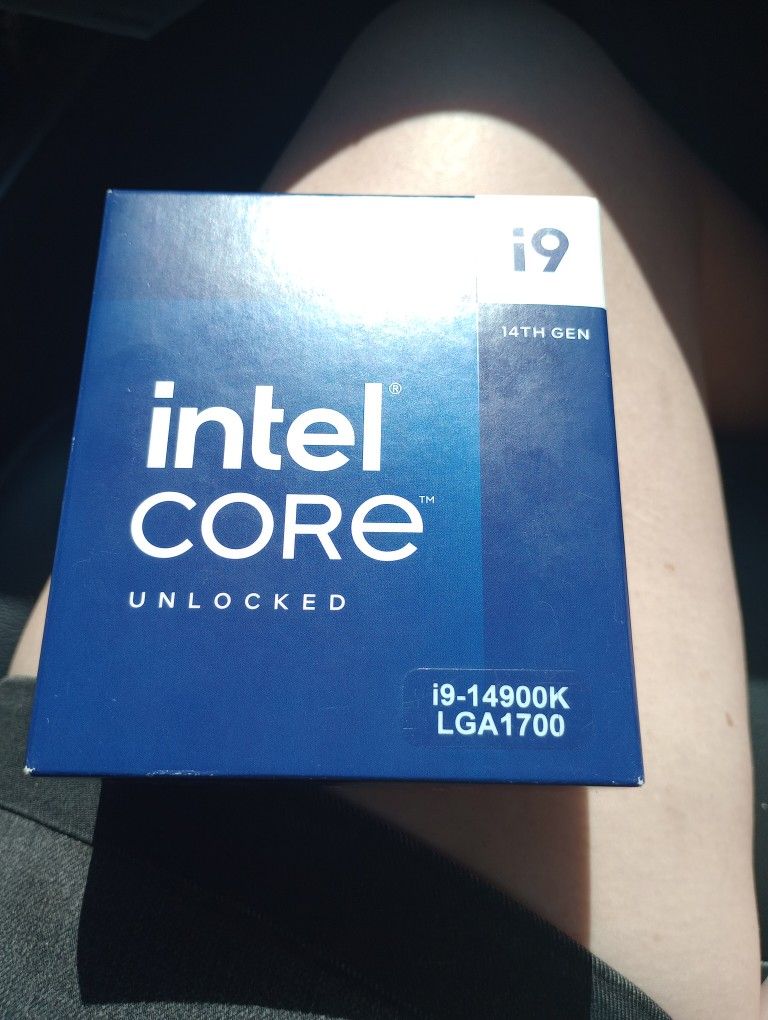 i9
14TH GEN
intel®
CORE™
UNLOCKED
i9-14900K
LGA1700